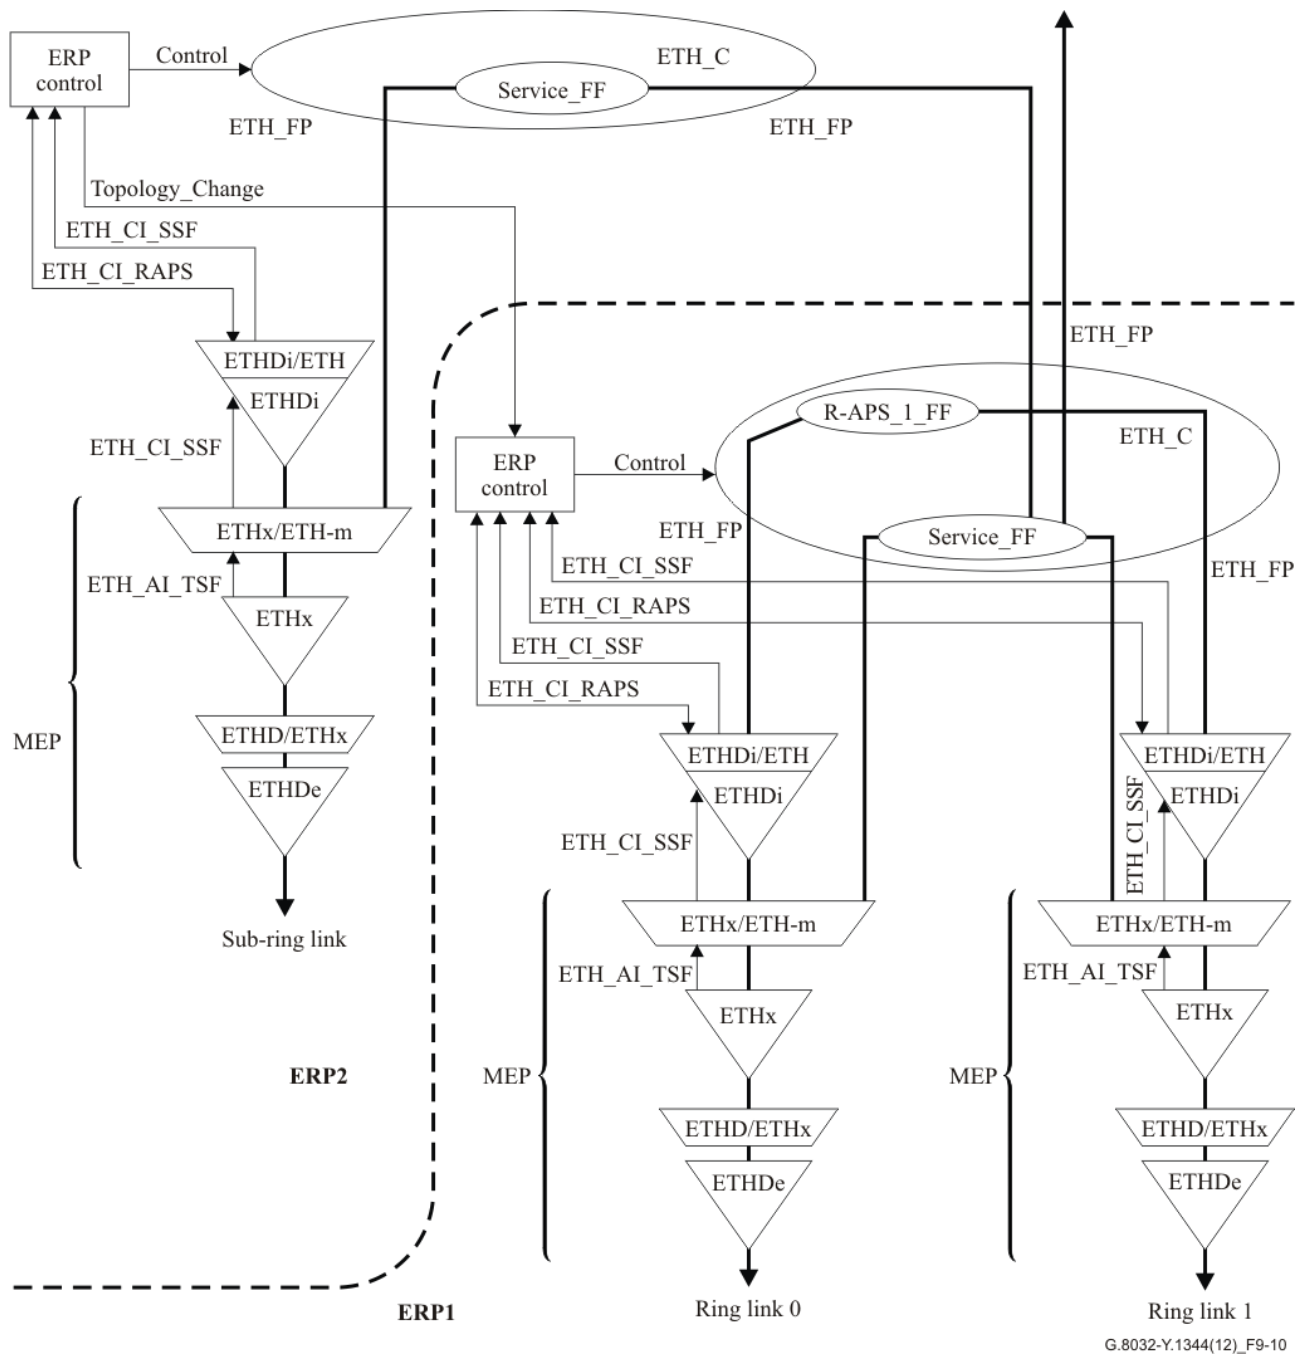 ERP
control
Control
ETH_C
Service_FF
ETH_FP
ETH_FP
Topology_Change
ETH_CI_SSF
ETH_CI_RAPS
ETHDi/ETH
ETHDi
ETH_CI_SSF
ETHx/ETH-m
ETH_AI_TSF
ETHx
MEP
ETHD/ETHx
ETHDe
Sub-ring link
ERP2
ETH_FP
R-APS_1_FF
ETH_C
ERP
control
Control
ETH_FP
Service_FF
ETH_FP
ETH_CI_SSF
ETH_CI_RAPS
ETH_CI_SSF
ETH_CI_RAPS
ETHDi/ETH
ETHDi
ETH_CI_SSF
ETHx/ETH-m
ETH_AI_TSF
ETHx
MEP
ETHD/ETHx
ETHDe
Ring link 0
ETHDi/ETH
ETHDi
ETH_CI_SSF
ETHx/ETH-m
ETH_AI_TSF
ETHx
MEP
ETHD/ETHx
ETHDe
Ring link 1
ERP1
G.8032-Y.1344(12)_F9-10